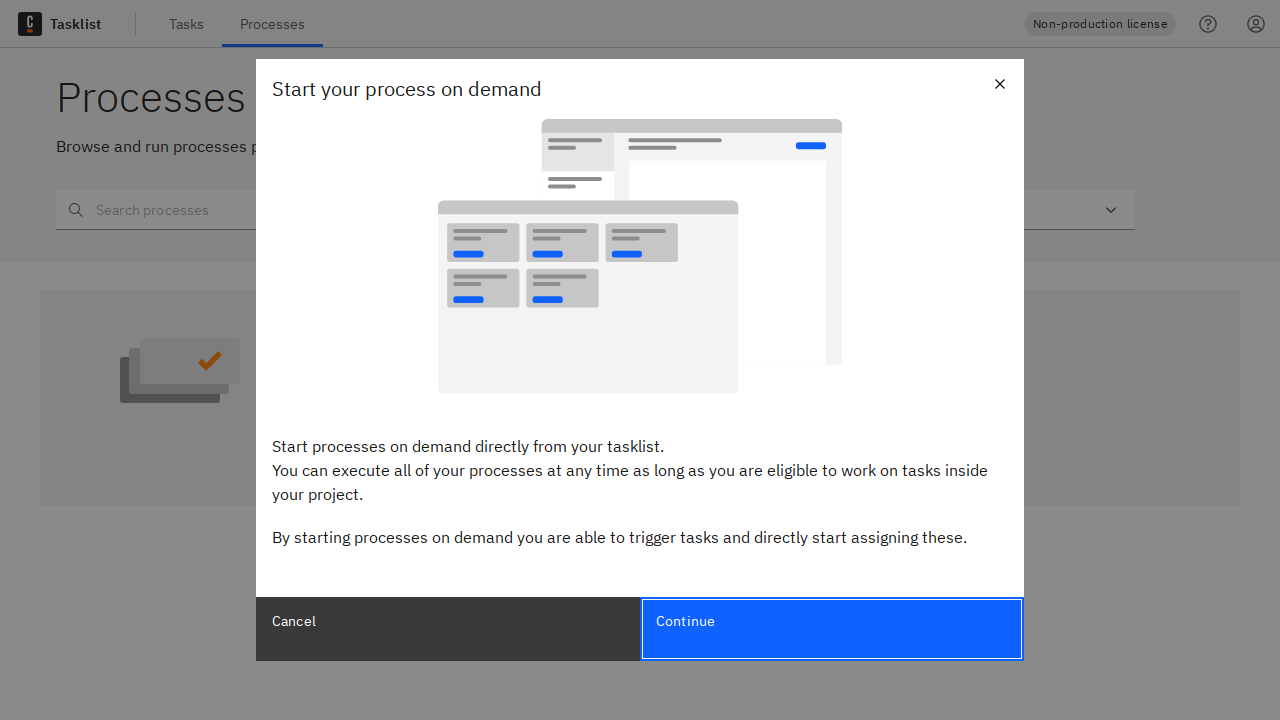 Tasklist
Tasks
Processes
Non-production license
Processes
Browse and run processes p
Search processes
Start your process on demand
Start processes on demand directly from your tasklist.
You can execute all of your processes at any time as long as you are eligible to work on tasks inside
your project.
By starting processes on demand you are able to trigger tasks and directly start assigning these.
Cancel
Continue